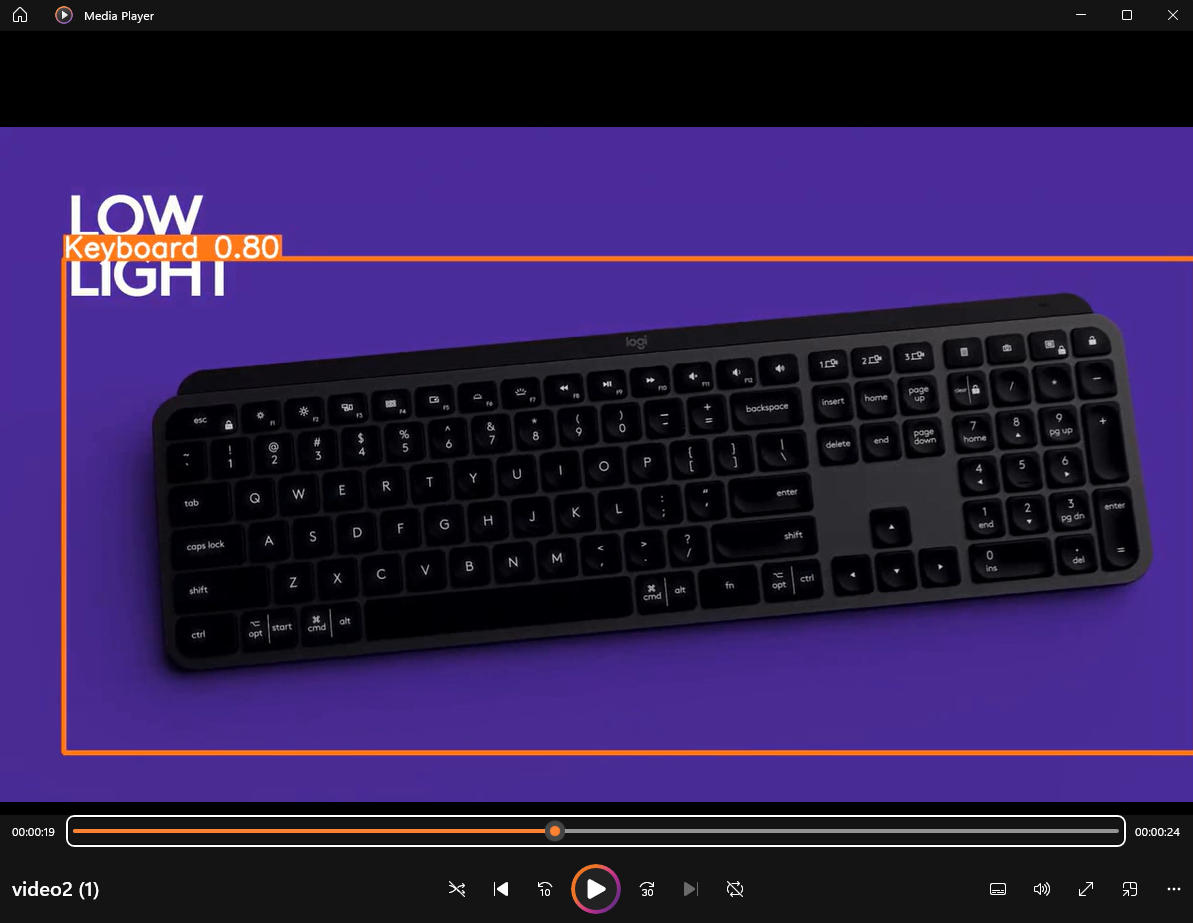 Media Player
LOW
Keyboard 0.80
LIGHT
logi
esc F1 F2 F3 F4 F5 F6 F7 F8 F9 F10 F11 F12 1 2 3
~ ` ! 1 @ 2 # 3 $ 4 % 5 ^ 6 & 7 * 8 ( 9 ) 0 — - + = backspace insert home page up clear / * –
tab Q W E R T Y U I O P { [ } ] | \ delete end page down 7 home 8 9 pg up +
caps lock A S D F G H J K L : ; " ' enter 4 5 6
shift Z X C V B N M < , > . ? / shift 1 end 2 3 pg dn enter =
ctrl opt start cmd alt cmd alt fn opt ctrl 0 ins . del
00:00:19 00:00:24
video2 (1) 10 30